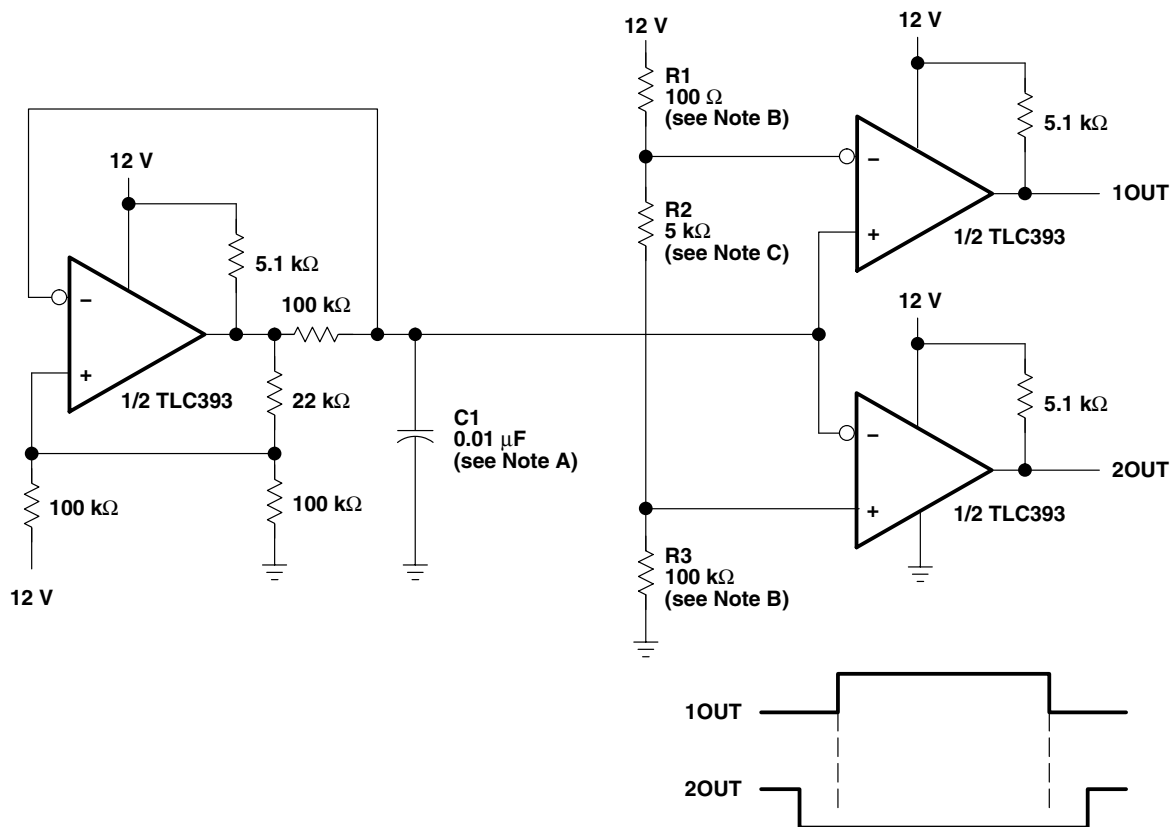 12 V
5.1 kΩ
100 kΩ
1/2 TLC393
22 kΩ
100 kΩ
100 kΩ
12 V
C1
0.01 μF
(see Note A)
12 V
R1
100 Ω
(see Note B)
R2
5 kΩ
(see Note C)
R3
100 kΩ
(see Note B)
12 V
5.1 kΩ
1OUT
1/2 TLC393
12 V
5.1 kΩ
2OUT
1/2 TLC393
1OUT
2OUT